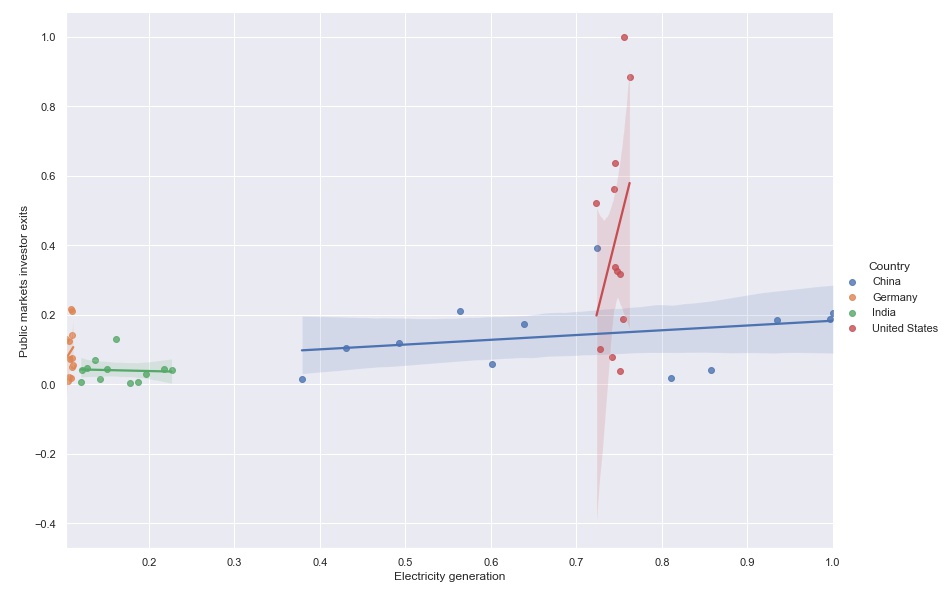 1.0
0.8
0.6
0.4
0.2
0.0
−0.2
−0.4
Public markets investor exits
0.2 0.3 0.4 0.5 0.6 0.7 0.8 0.9 1.0
Electricity generation
Country
China
Germany
India
United States